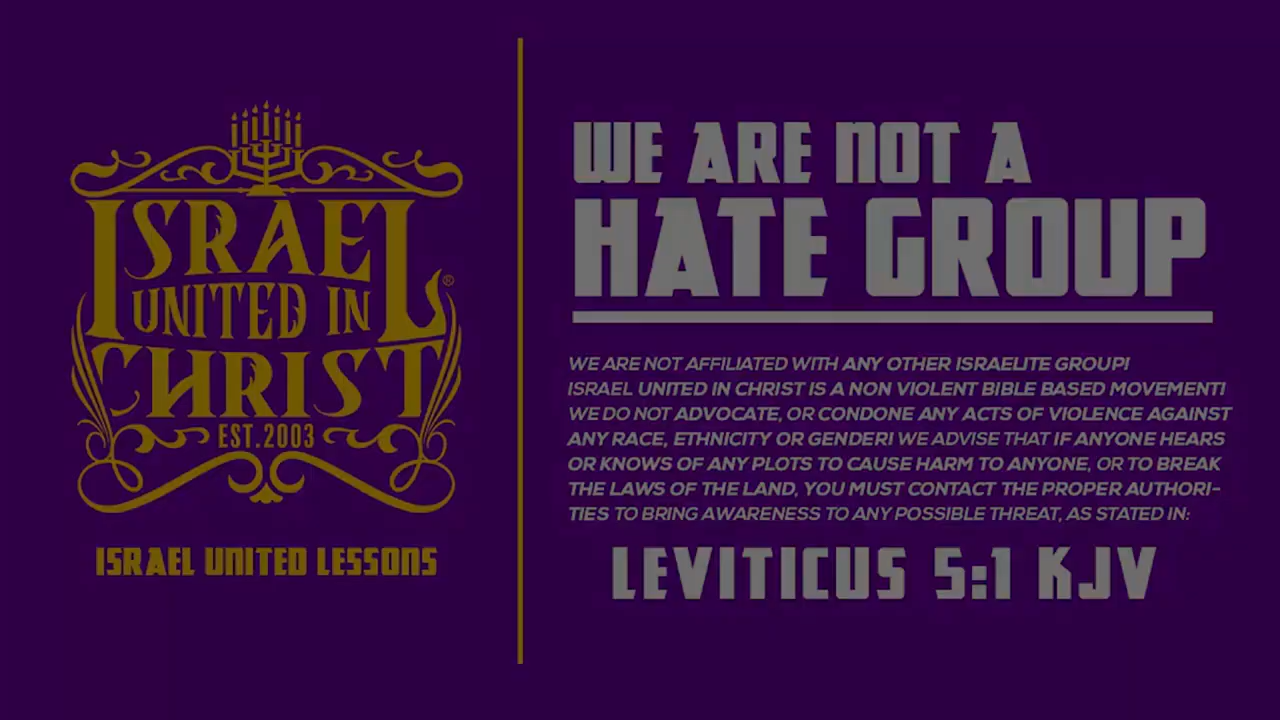 ISRAEL
UNITED IN
CHRIST
®
EST.2003
ISRAEL UNITED LESSONS
WE ARE NOT A
HATE GROUP
WE ARE NOT AFFILIATED WITH ANY OTHER ISRAELITE GROUP!
ISRAEL UNITED IN CHRIST IS A NON VIOLENT BIBLE BASED MOVEMENT!
WE DO NOT ADVOCATE, OR CONDONE ANY ACTS OF VIOLENCE AGAINST
ANY RACE, ETHNICITY OR GENDER! WE ADVISE THAT IF ANYONE HEARS
OR KNOWS OF ANY PLOTS TO CAUSE HARM TO ANYONE, OR TO BREAK
THE LAWS OF THE LAND, YOU MUST CONTACT THE PROPER AUTHORI-
TIES TO BRING AWARENESS TO ANY POSSIBLE THREAT, AS STATED IN:
LEVITICUS 5:1 KJV